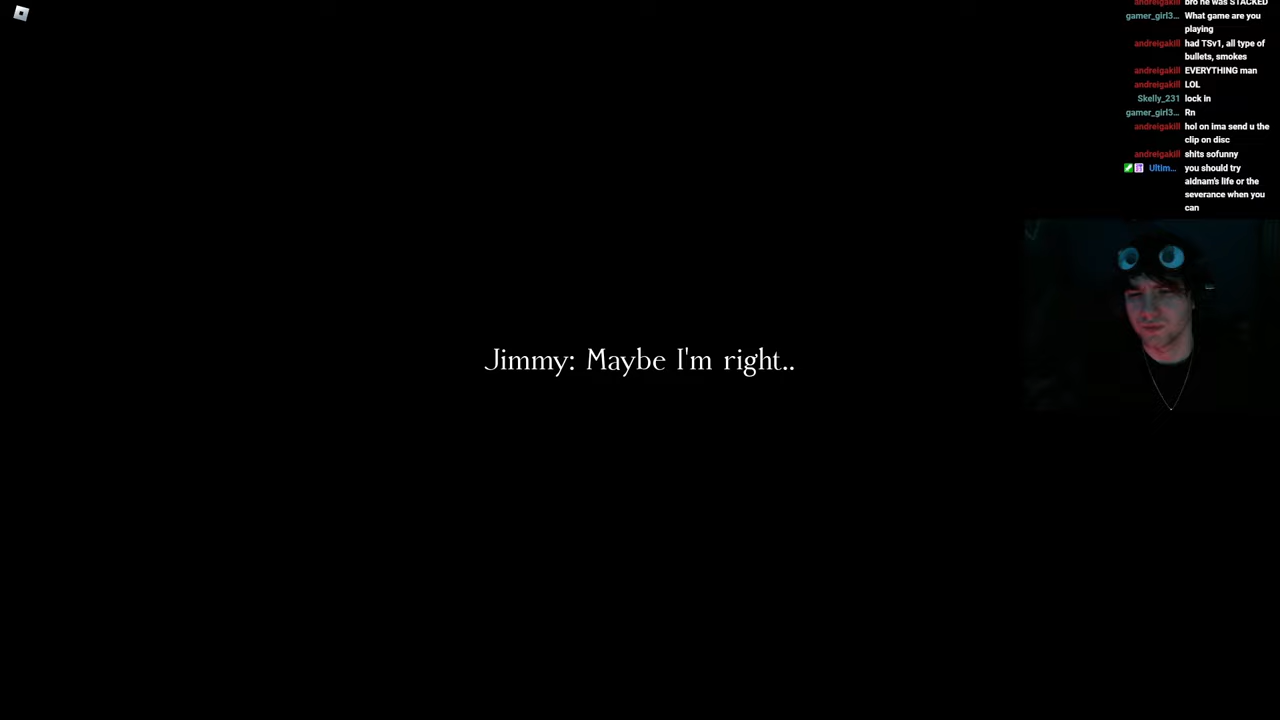 andreigakill bro he was STACKED
gamer_girl3... What game are you
playing
andreigakill had TSv1, all type of
bullets, smokes
andreigakill EVERYTHING man
andreigakill LOL
Skelly_231 lock in
gamer_girl3... Rn
andreigakill hol on ima send u the
clip on disc
andreigakill shits sofunny
Ultim... you should try
aidnam's life or the
severance when you
can
Jimmy: Maybe I'm right..